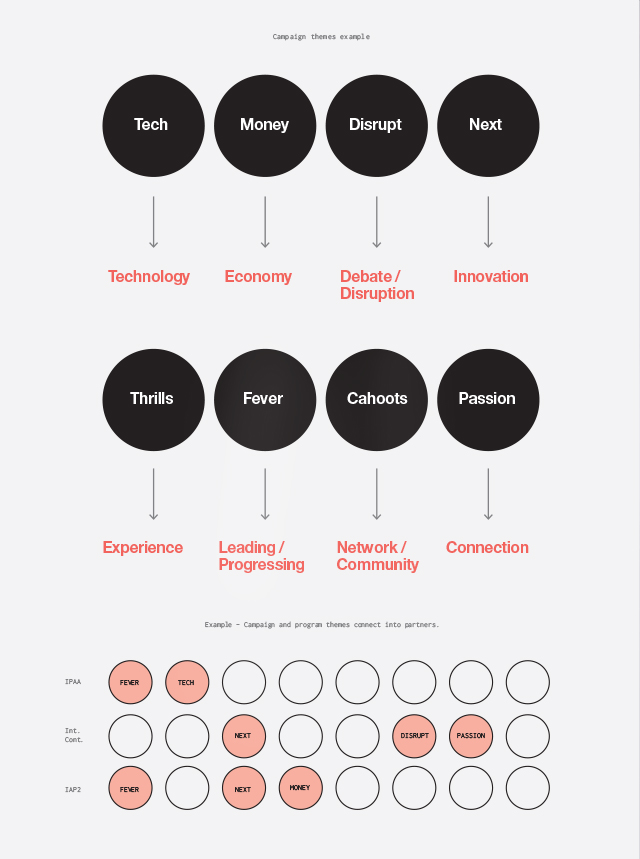 Campaign themes example
Tech
Money
Disrupt
Next
Technology
Economy
Debate /
Disruption
Innovation
Thrills
Fever
Cahoots
Passion
Experience
Leading /
Progressing
Network /
Community
Connection
Example – Campaign and program themes connect into partners.
IPAA
FEVER
TECH
Int.
Cont.
NEXT
DISRUPT
PASSION
IAP2
FEVER
NEXT
MONEY